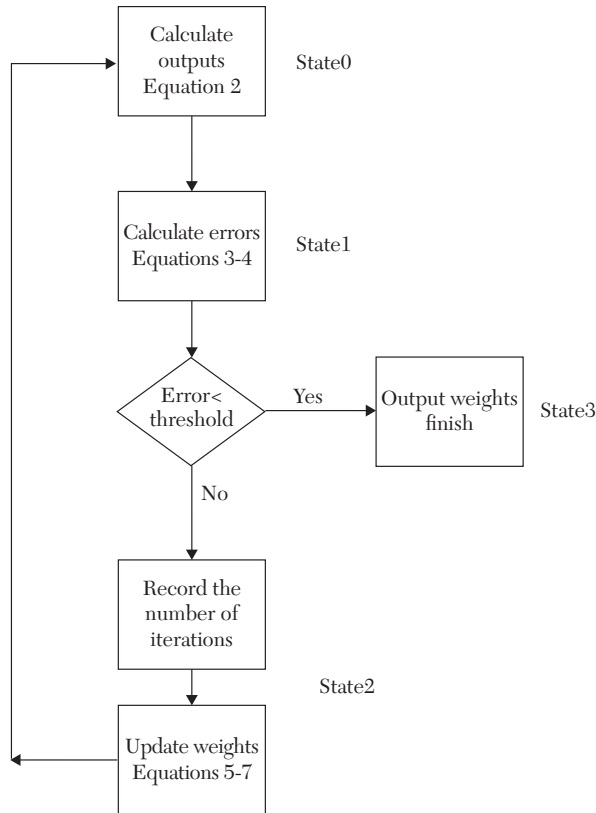 Calculate
outputs
Equation 2
State0
Calculate errors
Equations 3-4
State1
Error<
threshold
Yes
Output weights
finish
State3
No
Record the
number of
iterations
State2
Update weights
Equations 5-7